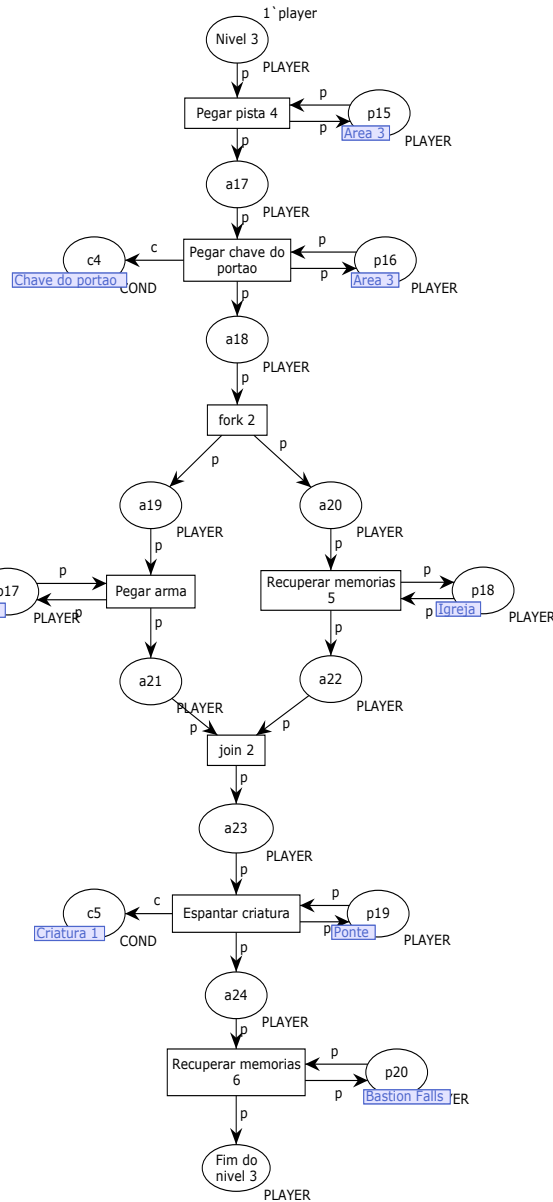 1`player
Nivel 3
PLAYER
p
Pegar pista 4
p
p
p15
Area 3
PLAYER
p
a17
PLAYER
p
Pegar chave do
portao
c
c4
Chave do portao
COND
p
p
p16
Area 3
PLAYER
p
a18
PLAYER
p
fork 2
p
p
a19
PLAYER
a20
PLAYER
p
p
p17
PLAYER
p
p
Pegar arma
Recuperar memorias
5
p
p
p18
Igreja
PLAYER
p
p
a21
PLAYER
a22
PLAYER
p
p
join 2
p
a23
PLAYER
p
Espantar criatura
c
c5
Criatura 1
COND
p
p
p19
Ponte
PLAYER
p
a24
PLAYER
p
Recuperar memorias
6
p
p
p20
Bastion Falls
p
Fim do
nivel 3
PLAYER